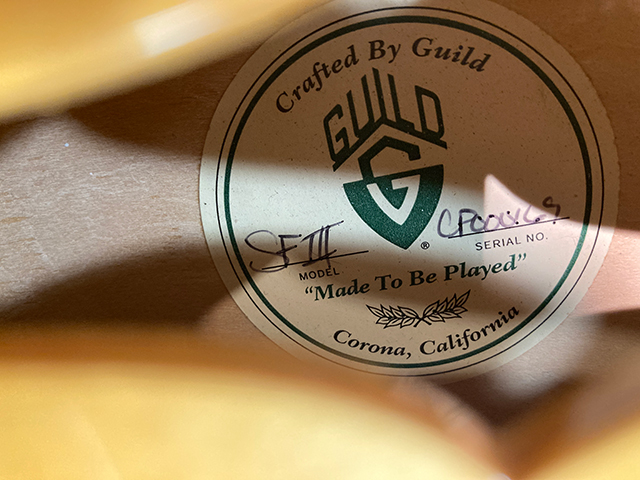 Crafted By Guild
GUILD
G
®
SF III
MODEL
SERIAL NO.
"Made To Be Played"
Corona, California